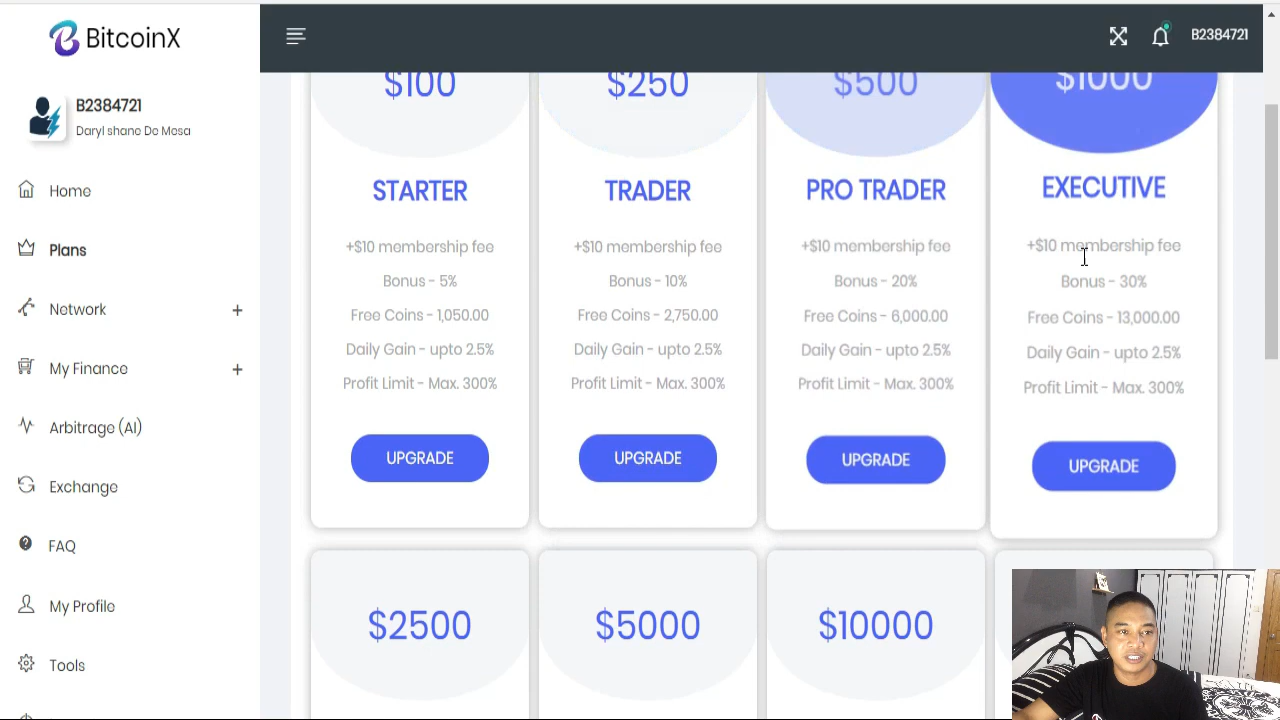 BitcoinX
B2384721
B2384721
Daryl shane De Mesa
Home
Plans
Network +
My Finance +
Arbitrage (AI)
Exchange
FAQ
My Profile
Tools
$100
STARTER
+$10 membership fee
Bonus - 5%
Free Coins - 1,050.00
Daily Gain - upto 2.5%
Profit Limit - Max. 300%
UPGRADE
$250
TRADER
+$10 membership fee
Bonus - 10%
Free Coins - 2,750.00
Daily Gain - upto 2.5%
Profit Limit - Max. 300%
UPGRADE
$500
PRO TRADER
+$10 membership fee
Bonus - 20%
Free Coins - 6,000.00
Daily Gain - upto 2.5%
Profit Limit - Max. 300%
UPGRADE
$1000
EXECUTIVE
+$10 membership fee
Bonus - 30%
Free Coins - 13,000.00
Daily Gain - upto 2.5%
Profit Limit - Max. 300%
UPGRADE
$2500
$5000
$10000